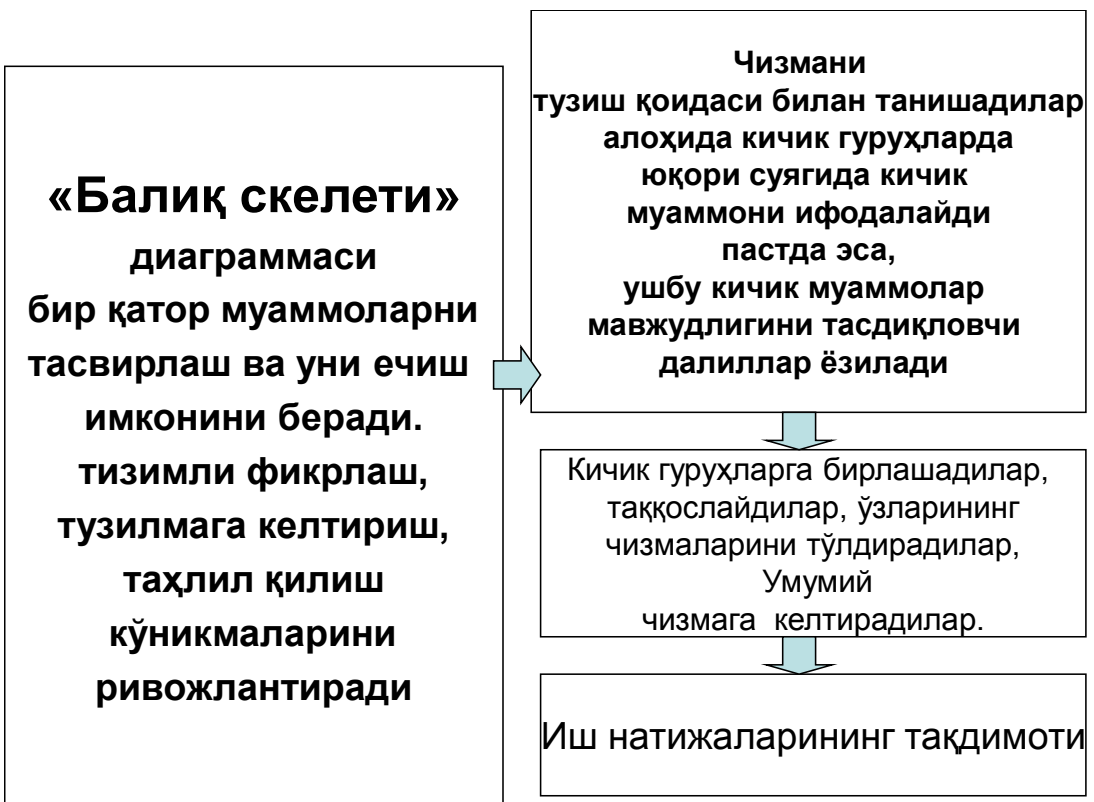 «Балиқ скелети»
диаграммаси
бир қатор муаммоларни
тасвирлаш ва уни ечиш
имконини беради.
тизимли фикрлаш,
тузилмага келтириш,
таҳлил қилиш
кўникмаларини
ривожлантиради
Чизмани
тузиш қоидаси билан танишадилар
алоҳида кичик гуруҳларда
юқори суягида кичик
муаммони ифодалайди
пастда эса,
ушбу кичик муаммолар
мавжудлигини тасдиқловчи
далиллар ёзилади
Кичик гуруҳларга бирлашадилар,
таққослайдилар, ўзларининг
чизмаларини тўлдирадилар,
Умумий
чизмага келтирадилар.
Иш натижаларининг тақдимоти